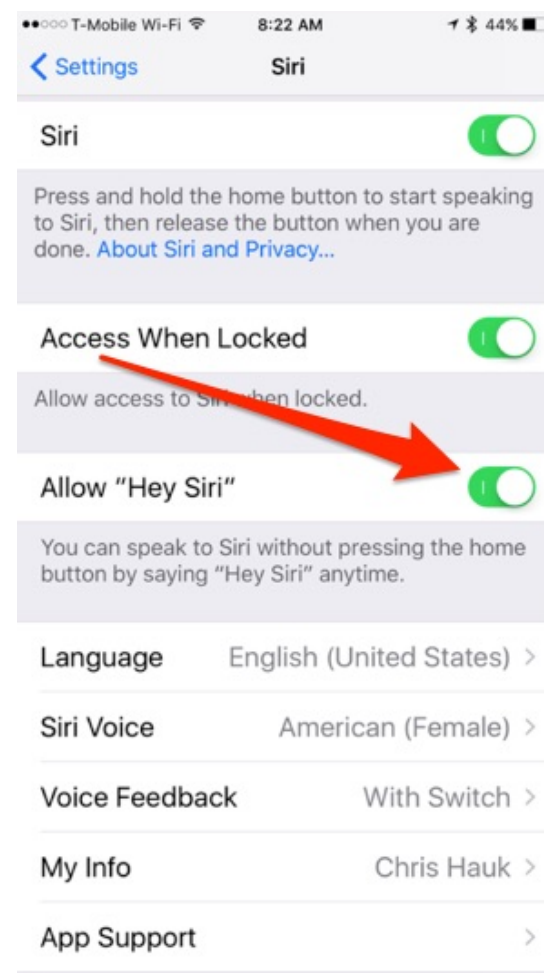 T-Mobile Wi-Fi 8:22 AM 44%
Settings Siri
Siri
Press and hold the home button to start speaking
to Siri, then release the button when you are
done. About Siri and Privacy...
Access When Locked
Allow access to Siri when locked.
Allow “Hey Siri“
You can speak to Siri without pressing the home
button by saying “Hey Siri” anytime.
Language English (United States)
Siri Voice American (Female)
Voice Feedback With Switch
My Info Chris Hauk
App Support